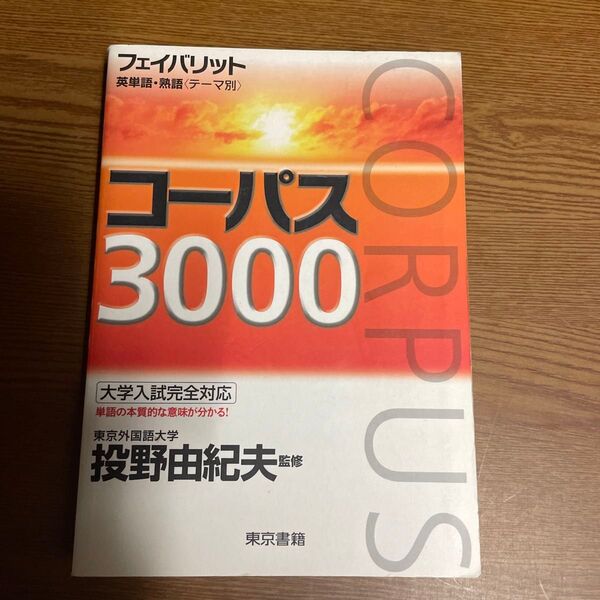 フェイバリット
英単語・熟語〈テーマ別〉
コーパス
3000
CORPUS
大学入試完全対応
単語の本質的な意味が分かる!
東京外国語大学
投野由紀夫監修
東京書籍